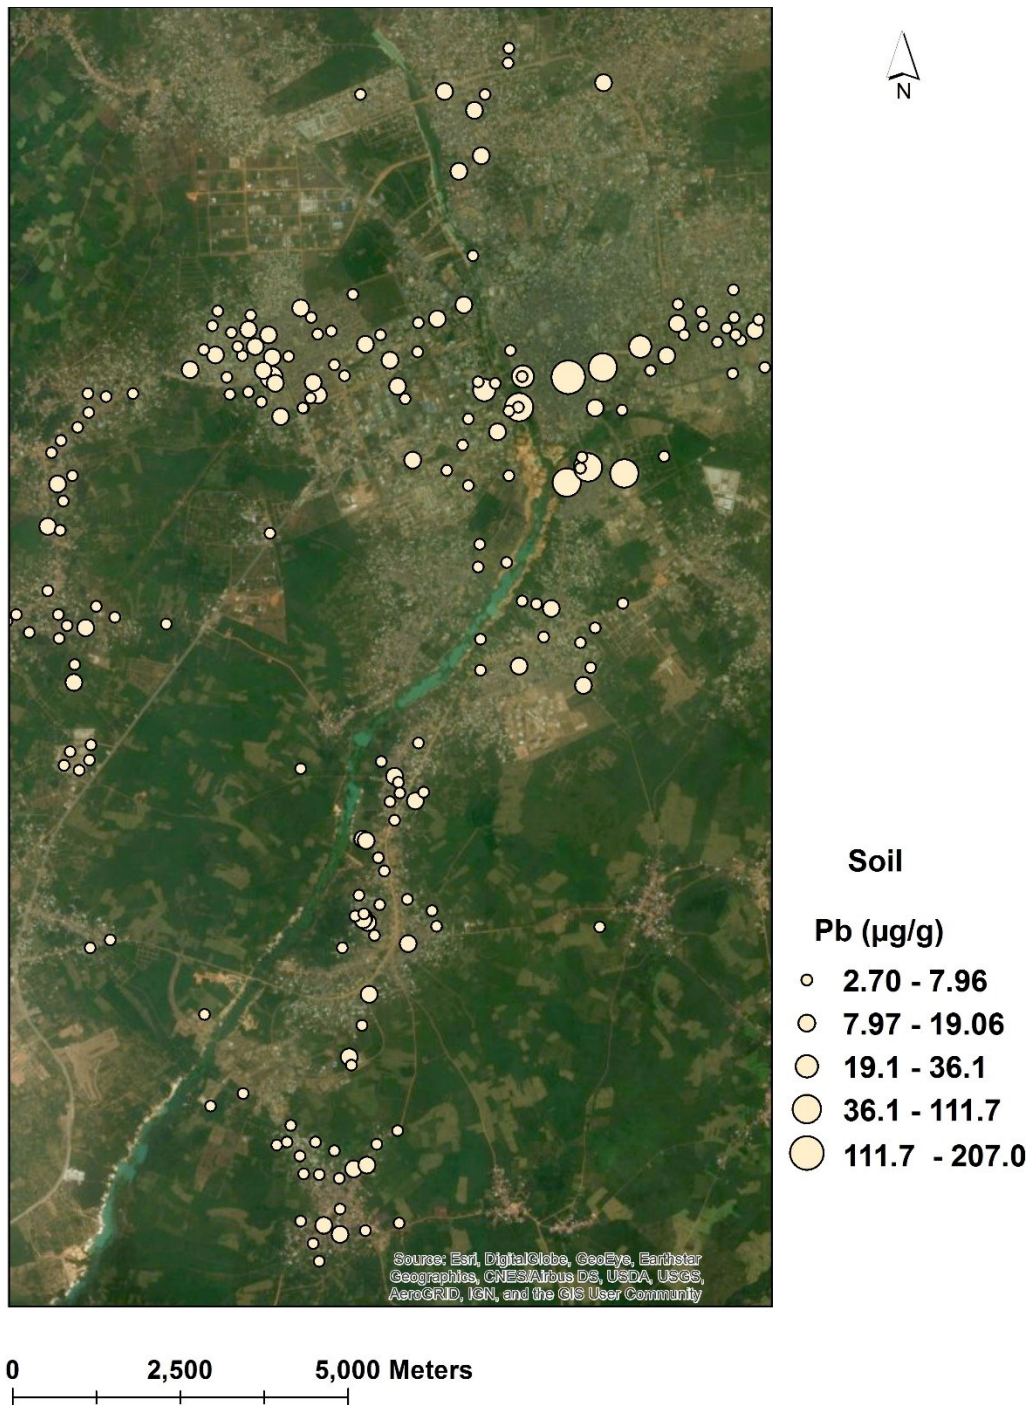 N
Soil
Pb (µg/g)
2.70 - 7.96
7.97 - 19.06
19.1 - 36.1
36.1 - 111.7
111.7 - 207.0
Source: Esri, DigitalGlobe, GeoEye, Earthstar
Geographics, CNES/Airbus DS, USDA, USGS,
AeroGRID, IGN, and the GIS User Community
0 2,500 5,000 Meters